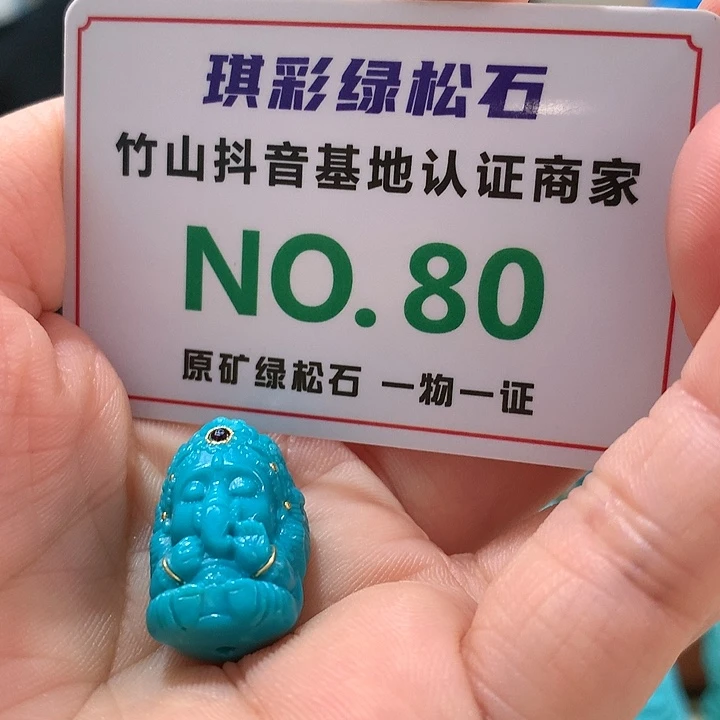 琪彩绿松石
竹山抖音基地认证商家
NO.80
原矿绿松石 一物一证